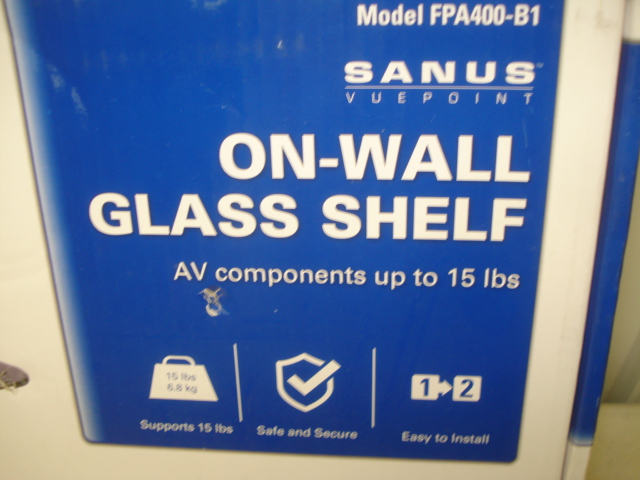 Model FPA400-B1
SANUS™
VUEPOINT
ON-WALL
GLASS SHELF
AV components up to 15 lbs
15 lbs
6.8 kg
1 2
Supports 15 lbs
Safe and Secure
Easy to Install